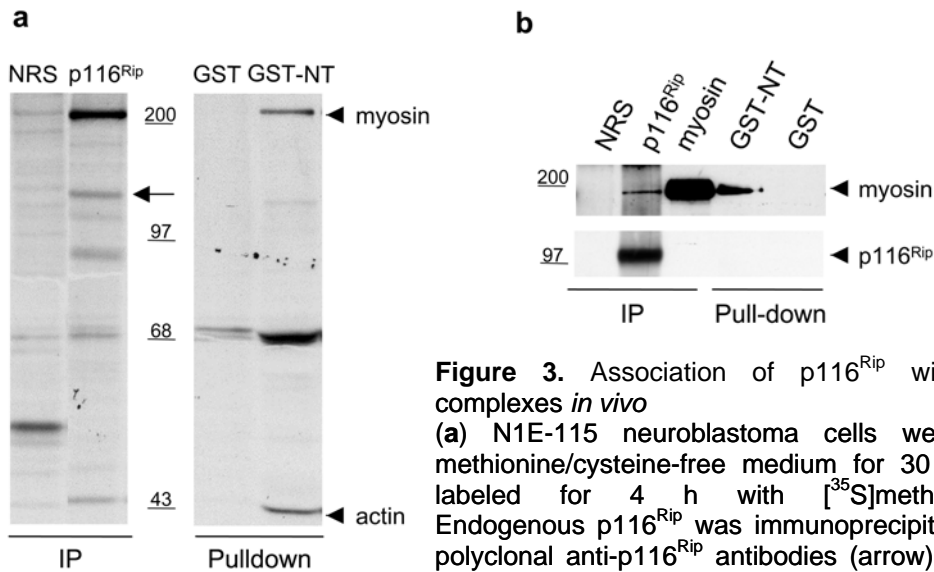 a
NRS p116Rip GST GST-NT
200
97
68
43
myosin
actin
IP Pulldown
b
NRS p116Rip myosin GST-NT GST
200
myosin
97
p116Rip
IP Pull-down
Figure 3. Association of p116Rip wi
complexes in vivo
(a) N1E-115 neuroblastoma cells we
methionine/cysteine-free medium for 30
labeled for 4 h with [35S]meth
Endogenous p116Rip was immunoprecipit
polyclonal anti-p116Rip antibodies (arrow)